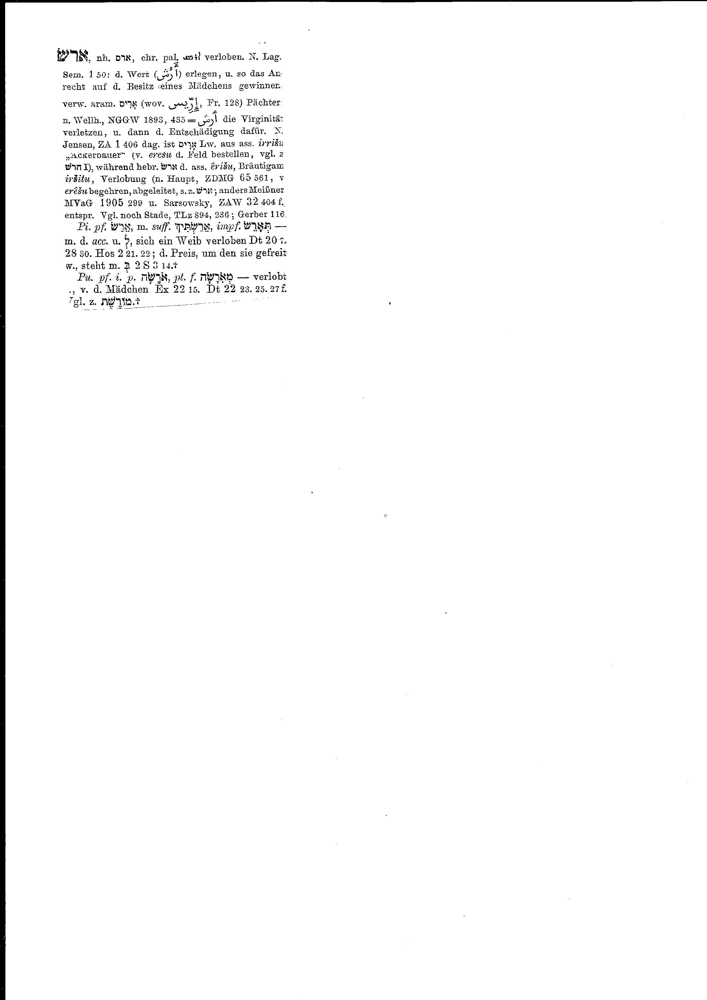 ארשׂ, nh. ארס, chr. pal. ܐܪܣ verloben. N. Lag.
Sem. 1 50: d. Wert (أَرْش) erlegen, u. so das An-
recht auf d. Besitz eines Mädchens gewinnen
verw. aram. אָרִיס (wov. إِرِّيس, Fr. 128) Pächter
n. Wellh., NGGW 1893, 435 = أَرْش die Virginität
verletzen, u. dann d. Entschädigung dafür. N.
Jensen, ZA 1 406 dag. ist אָרִיס Lw. aus ass. irrišu
„Ackerbauer“ (v. erešu d. Feld bestellen, vgl. z
חרשׁ I), während hebr. ארשׂ d. ass. êrišu, Bräutigam
iršitu, Verlobung (n. Haupt, ZDMG 65 561, v
erêšu begehren, abgeleitet, s. z. ארשׁ; anders Meißner
MVaG 1905 299 u. Sarsowsky, ZAW 32 404 f.,
entspr. Vgl. noch Stade, TLz 894, 236; Gerber 116.
Pi. pf. אֵרַשׂ, m. suff. אֵרַשְׂתִּיךְ, impf. תְּאָרֵשׂ —
m. d. acc. u. לְ, sich ein Weib verloben Dt 20 7.
28 30. Hos 2 21. 22; d. Preis, um den sie gefreit
w., steht m. בְּ 2 S 3 14.†
Pu. pf. i. p. אֹרָשָׂה, pt. f. מְאֹרָשָׂה — verlobt
., v. d. Mädchen Ex 22 15. Dt 22 23. 25. 27 f.
Vgl. z. מוֹרֶשֶׁת.†